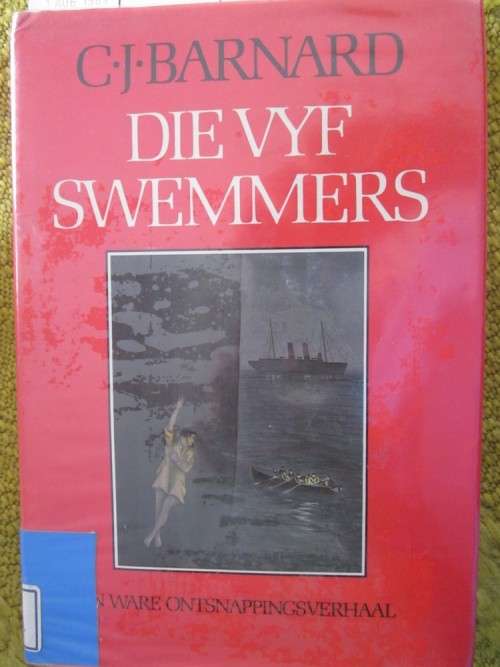 C·J·BARNARD
DIE VYF
SWEMMERS
N WARE ONTSNAPPINGSVERHAAL